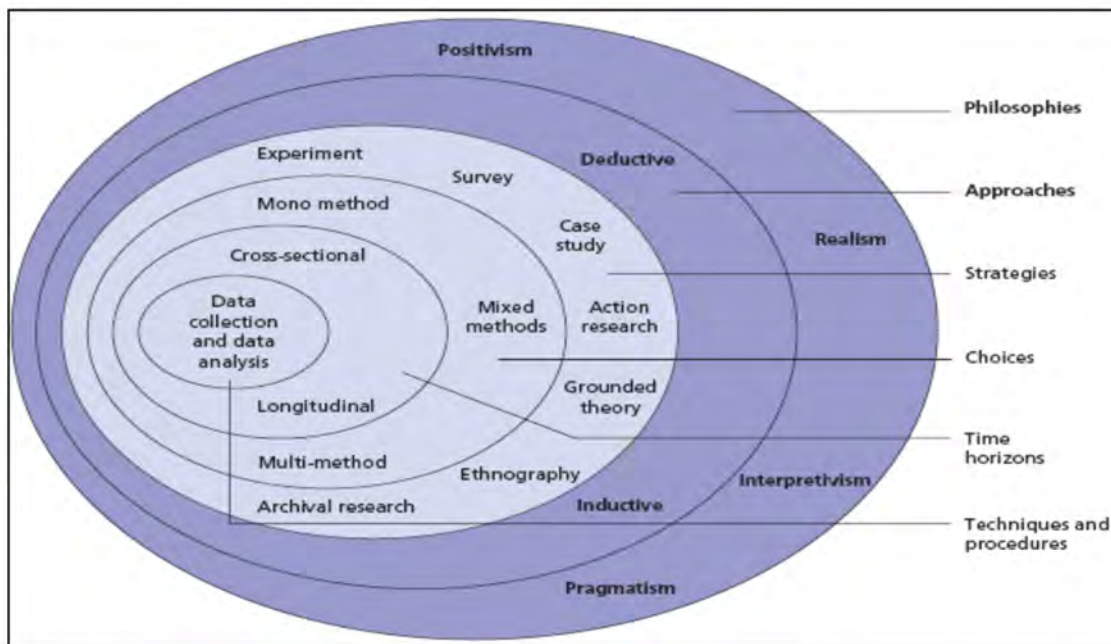 Positivism
Philosophies
Experiment
Deductive
Survey
Approaches
Mono method
Case
study
Realism
Cross-sectional
Strategies
Data
collection
and data
analysis
Mixed
methods
Action
research
Choices
Grounded
theory
Longitudinal
Time
horizons
Multi-method
Ethnography
Interpretivism
Archival research
Inductive
Techniques and
procedures
Pragmatism